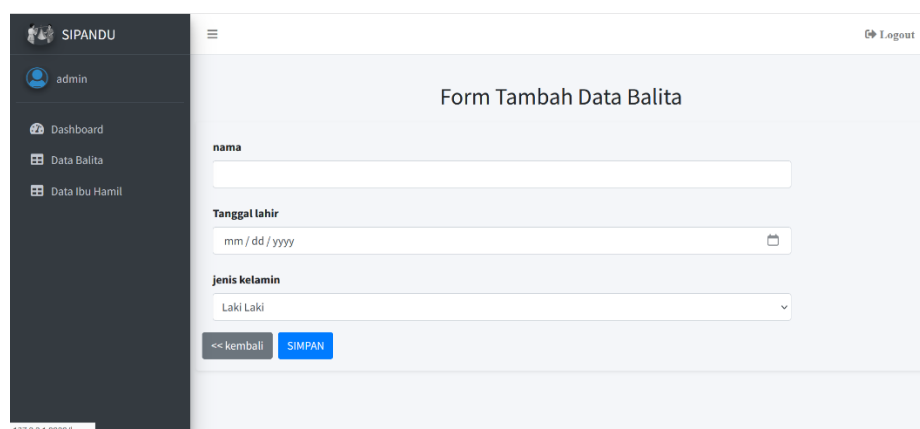 SIPANDU
Logout
admin
Dashboard
Data Balita
Data Ibu Hamil
Form Tambah Data Balita
nama
Tanggal lahir
mm / dd / yyyy
jenis kelamin
Laki Laki
<< kembali
SIMPAN